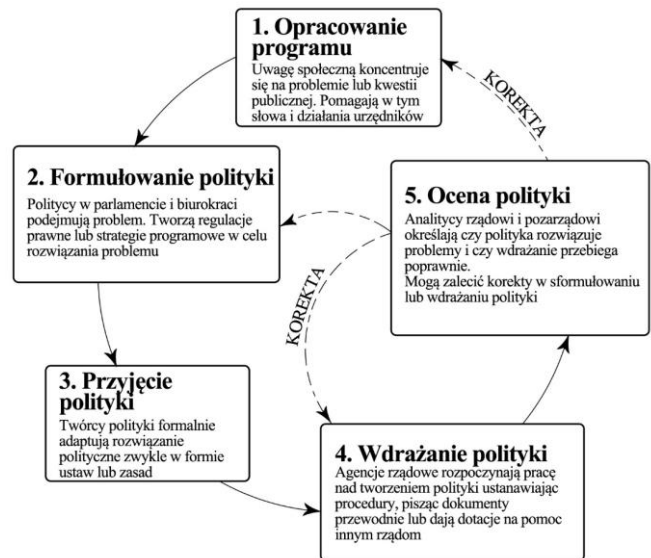 1. Opracowanie
programu
Uwagę społeczną koncentruje
się na problemie lub kwestii
publicznej. Pomagają w tym
słowa i działania urzędników
KOREKTA
2. Formułowanie polityki
Politycy w parlamencie i biurokraci
podejmują problem. Tworzą regulacje
prawne lub strategie programowe w celu
rozwiązania problemu
5. Ocena polityki
Analitycy rządowi i pozarządowi
określają czy polityka rozwiązuje
problemy i czy wdrażanie przebiega
poprawnie.
Mogą zalecić korekty w sformułowaniu
lub wdrażaniu polityki
KOREKTA
3. Przyjęcie
polityki
Twórcy polityki formalnie
adaptują rozwiązanie
polityczne zwykle w formie
ustaw lub zasad
4. Wdrażanie polityki
Agencje rządowe rozpoczynają pracę
nad tworzeniem polityki ustanawiając
procedury, pisząc dokumenty
przewodnie lub dają dotacje na pomoc
innym rządom